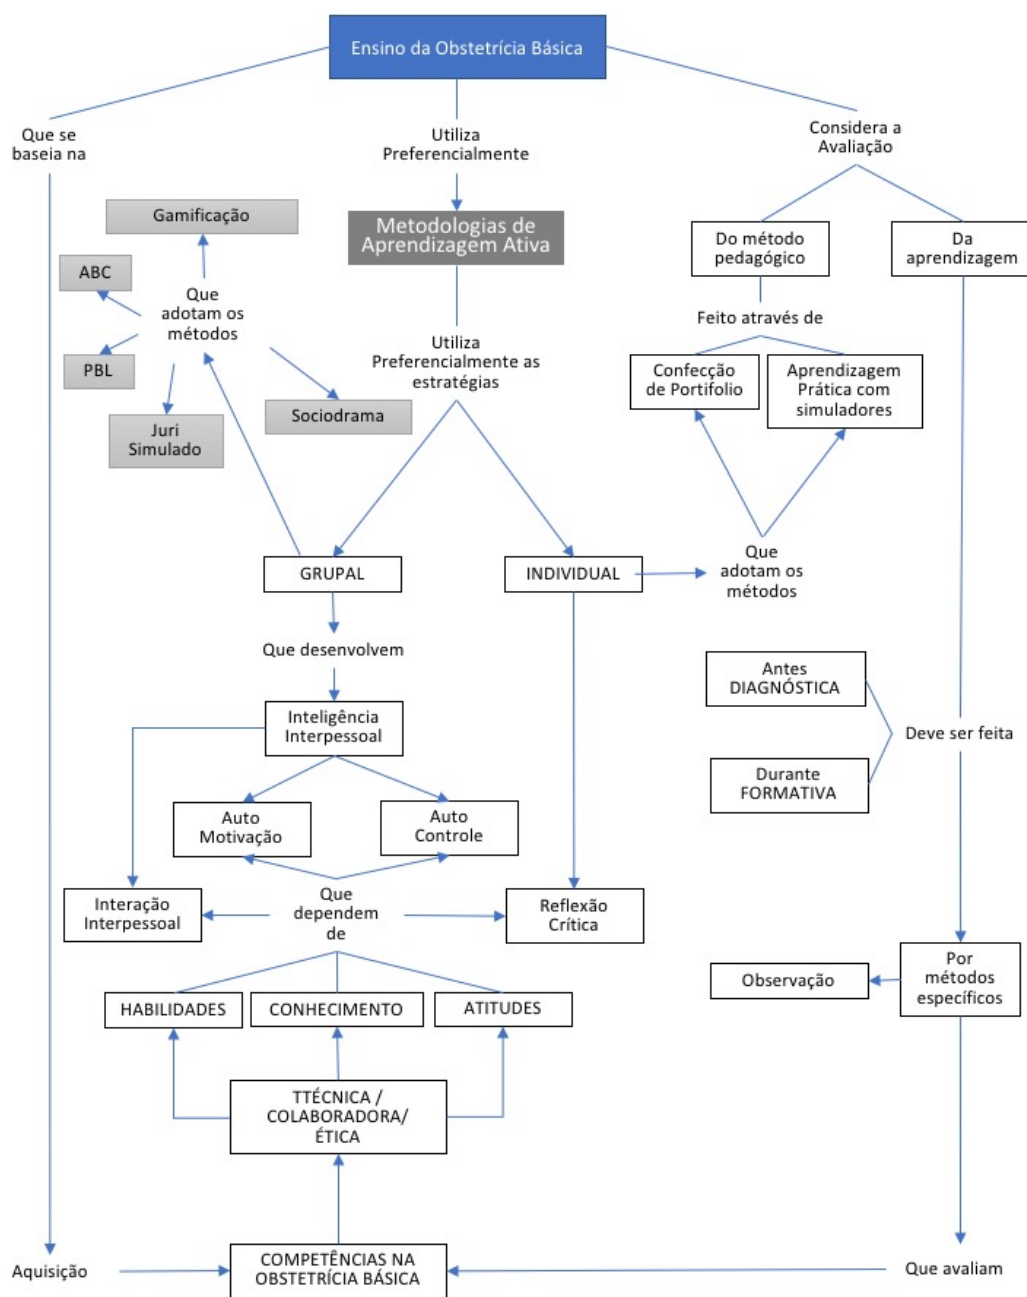 Ensino da Obstetrícia Básica
Que se
baseia na
Utiliza
Preferencialmente
Considera a
Avaliação
Gamificação
Metodologias de
Aprendizagem Ativa
Do método
pedagógico
Da
aprendizagem
ABC
Que
adotam os
métodos
Feito através de
Utiliza
Preferencialmente as
estratégias
PBL
Confecção
de Portifolio
Aprendizagem
Prática com
simuladores
Sociodrama
Juri
Simulado
GRUPAL
INDIVIDUAL
Que
adotam os
métodos
Que desenvolvem
Antes
DIAGNÓSTICA
Inteligência
Interpessoal
Deve ser feita
Durante
FORMATIVA
Auto
Motivação
Auto
Controle
Interação
Interpessoal
Que
dependem
de
Reflexão
Crítica
Observação
Por
métodos
específicos
HABILIDADES
CONHECIMENTO
ATITUDES
TTÉCNICA /
COLABORADORA/
ÉTICA
Aquisição
COMPETÊNCIAS NA
OBSTETRÍCIA BÁSICA
Que avaliam